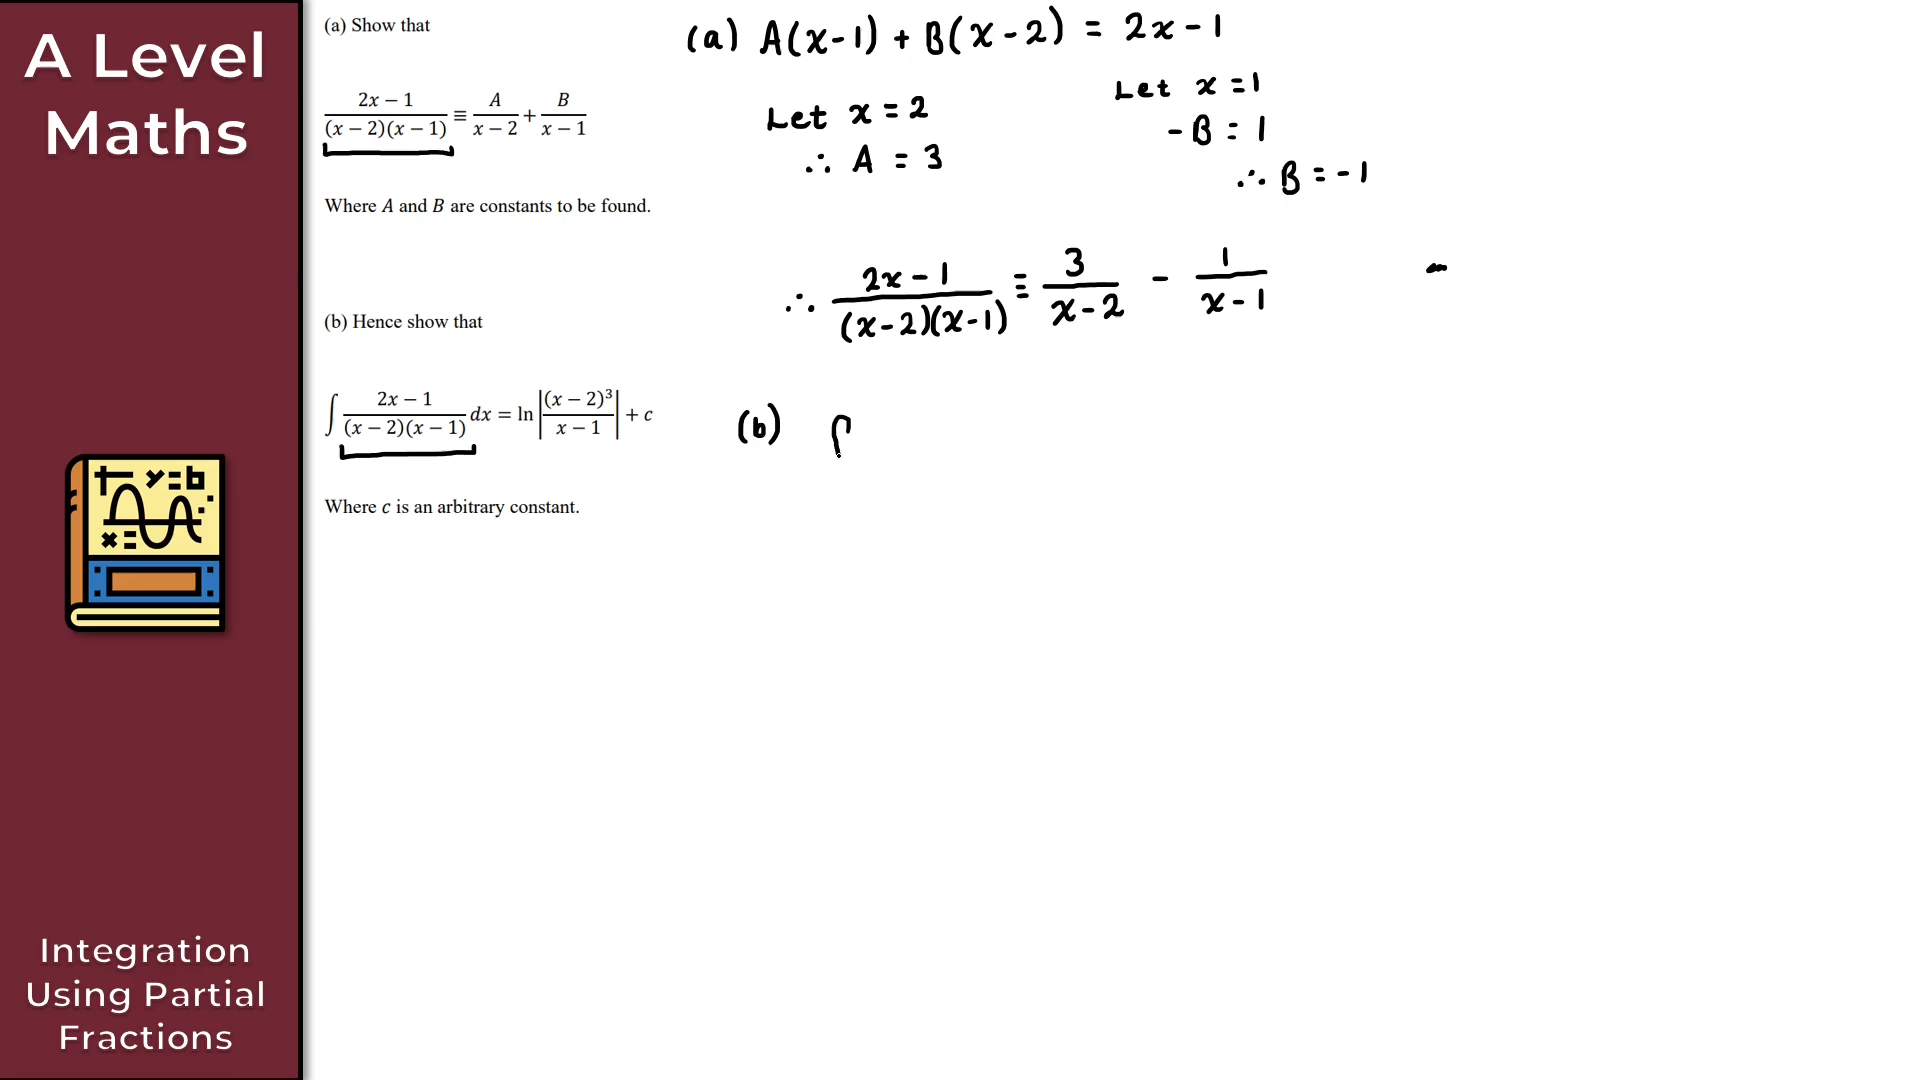 A Level
Maths
(a) Show that
2x − 1 / (x − 2)(x − 1) ≡ A / x − 2 + B / x − 1
Where A and B are constants to be found.
(b) Hence show that
∫ 2x − 1 / (x − 2)(x − 1) dx = ln |(x − 2)³ / x − 1| + c
Where c is an arbitrary constant.
(a) A(x-1) + B(x-2) = 2x-1
Let x = 2
∴ A = 3
Let x = 1
-B = 1
∴ B = -1
∴ 2x-1 / (x-2)(x-1) ≡ 3 / x-2 - 1 / x-1
(b)
y=b
Integration
Using Partial
Fractions